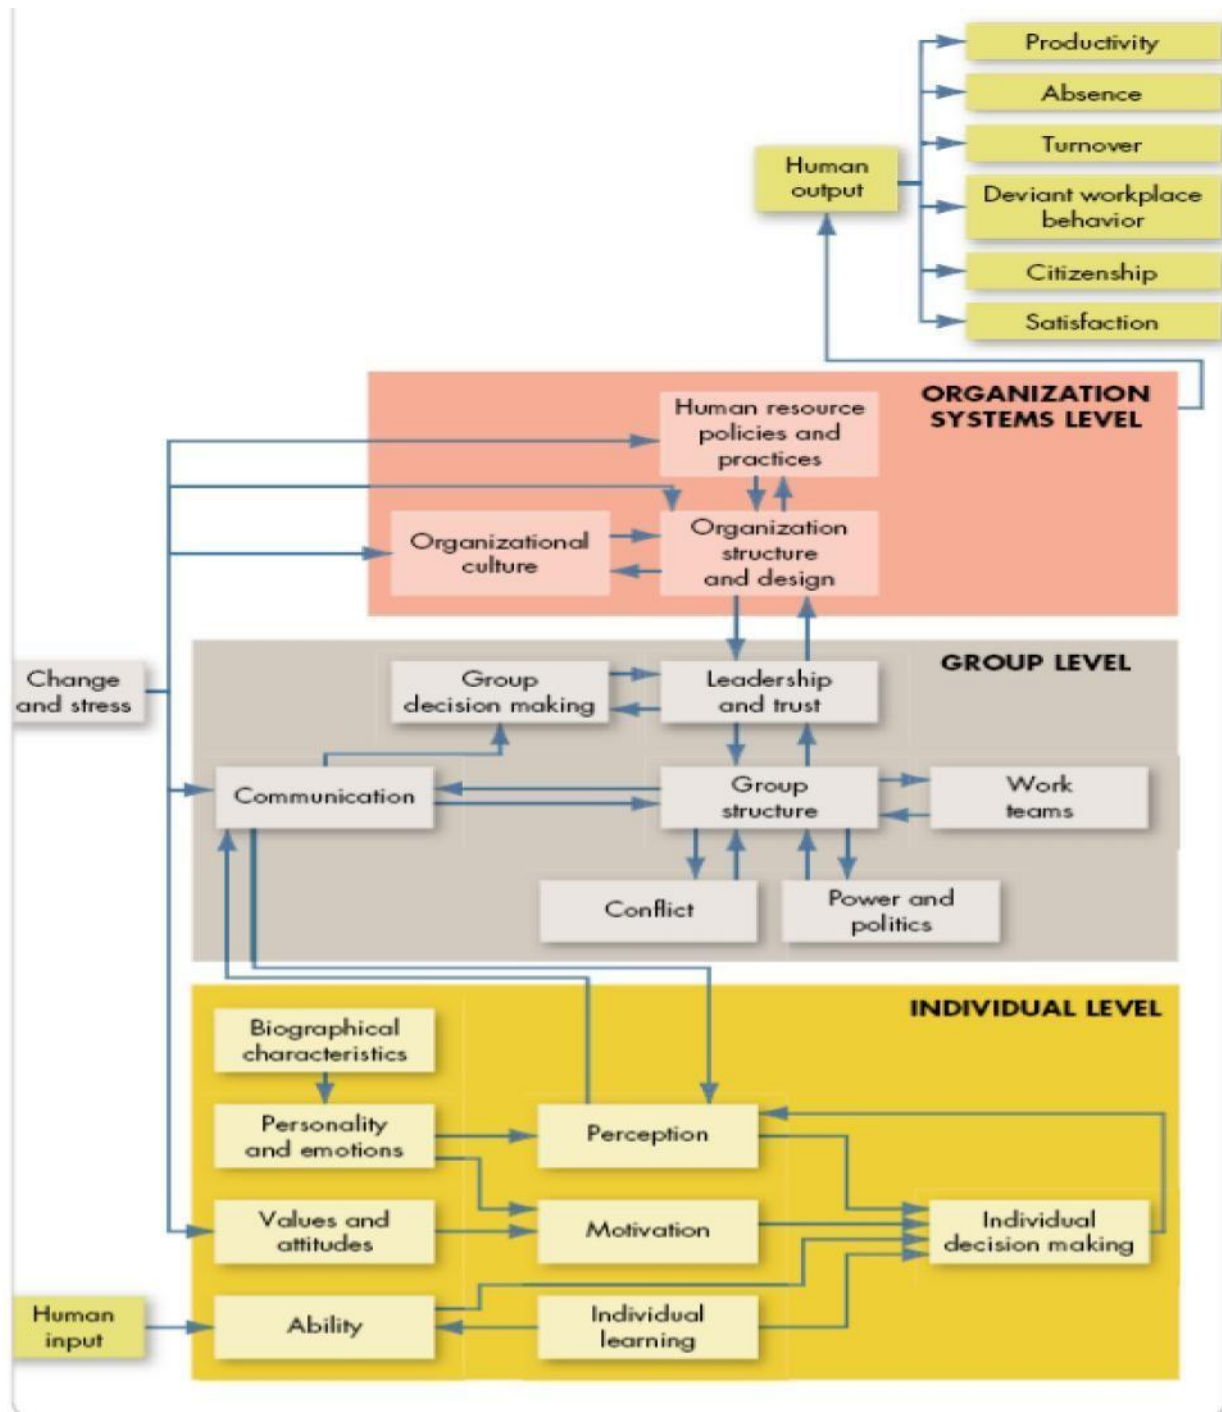 Productivity
Absence
Turnover
Human
output
Deviant workplace
behavior
Citizenship
Satisfaction
ORGANIZATION
SYSTEMS LEVEL
Human resource
policies and
practices
Organizational
culture
Organization
structure
and design
GROUP LEVEL
Change
and stress
Group
decision making
Leadership
and trust
Communication
Group
structure
Work
teams
Conflict
Power and
politics
INDIVIDUAL LEVEL
Biographical
characteristics
Personality
and emotions
Perception
Values and
attitudes
Motivation
Individual
decision making
Human
input
Ability
Individual
learning